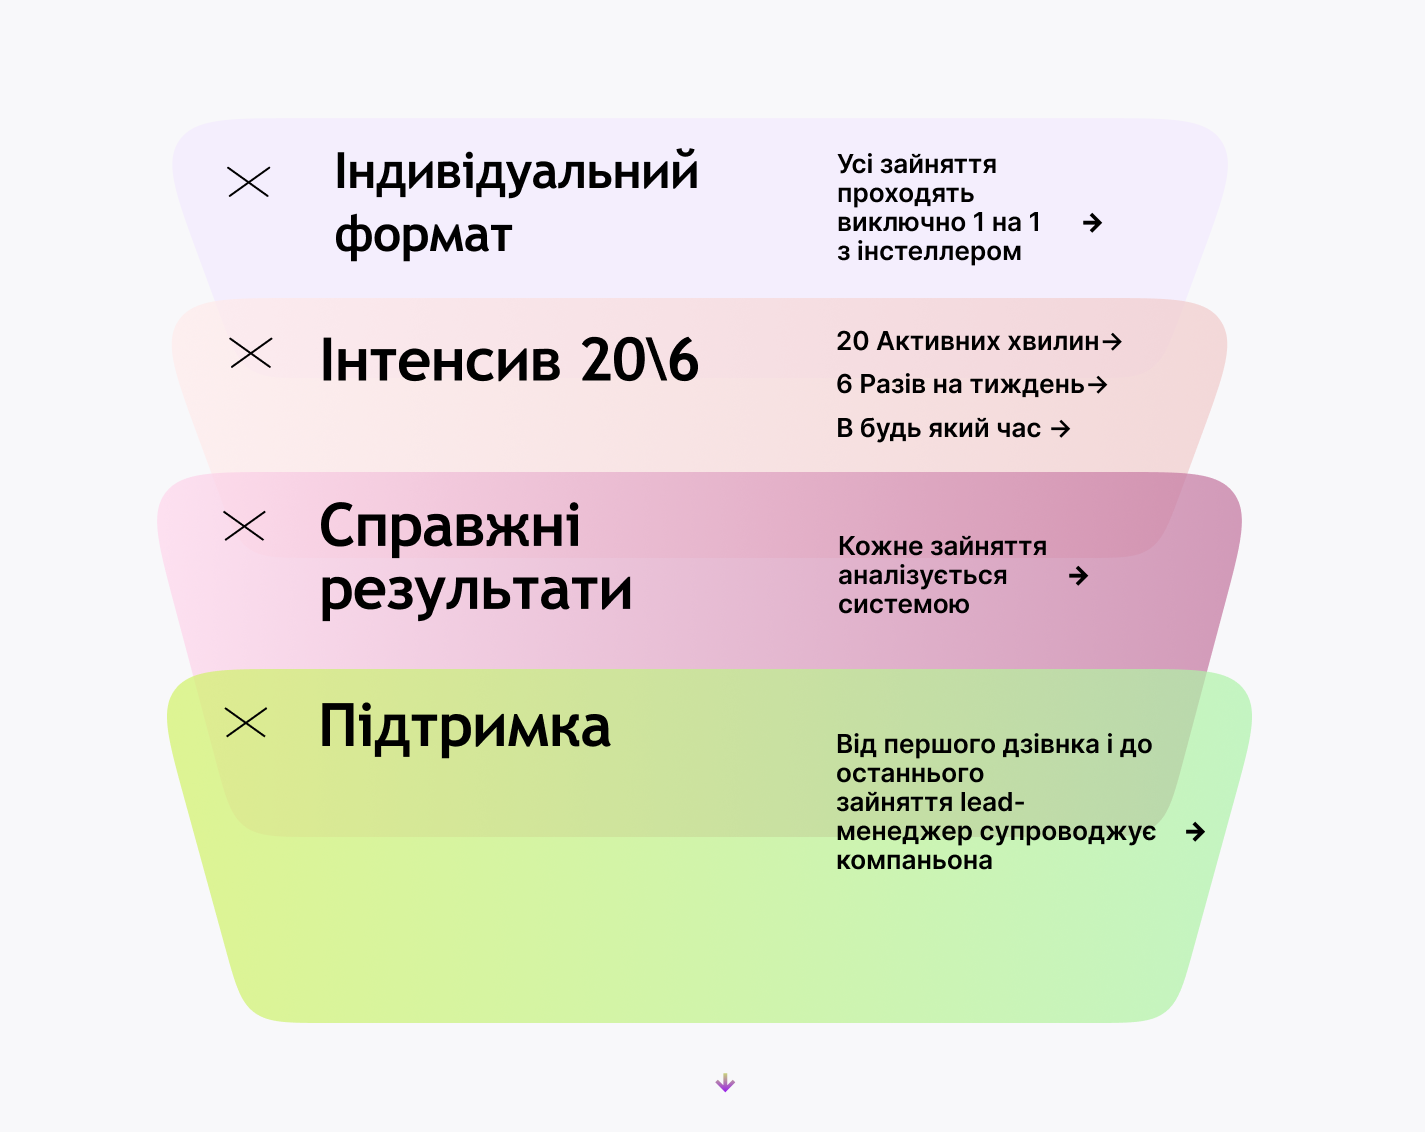 Індивідуальний
формат
Усі зайняття
проходять
виключно 1 на 1 →
з інстеллером
Інтенсив 20\6
20 Активних хвилин→
6 Разів на тиждень→
В будь який час →
Справжні
результати
Кожне зайняття
аналізується →
системою
Підтримка
Від першого дзівнка і до
останнього
зайняття lead-
менеджер супроводжує →
компаньона